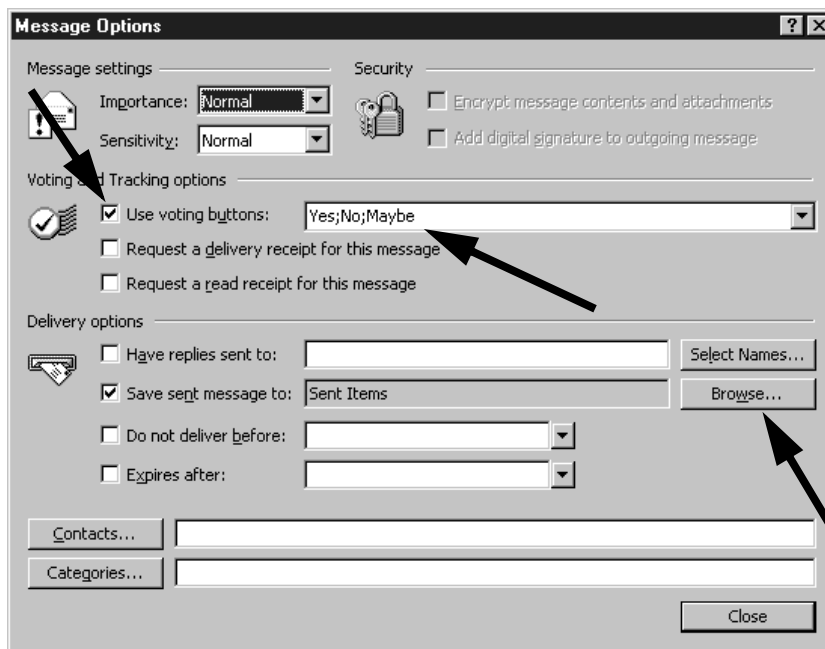 Message Options
Message settings
Security
Importance: Normal
Encrypt message contents and attachments
Sensitivity: Normal
Add digital signature to outgoing message
Voting and Tracking options
Use voting buttons: Yes;No;Maybe
Request a delivery receipt for this message
Request a read receipt for this message
Delivery options
Have replies sent to: Select Names...
Save sent message to: Sent Items Browse...
Do not deliver before:
Expires after:
Contacts...
Categories...
Close